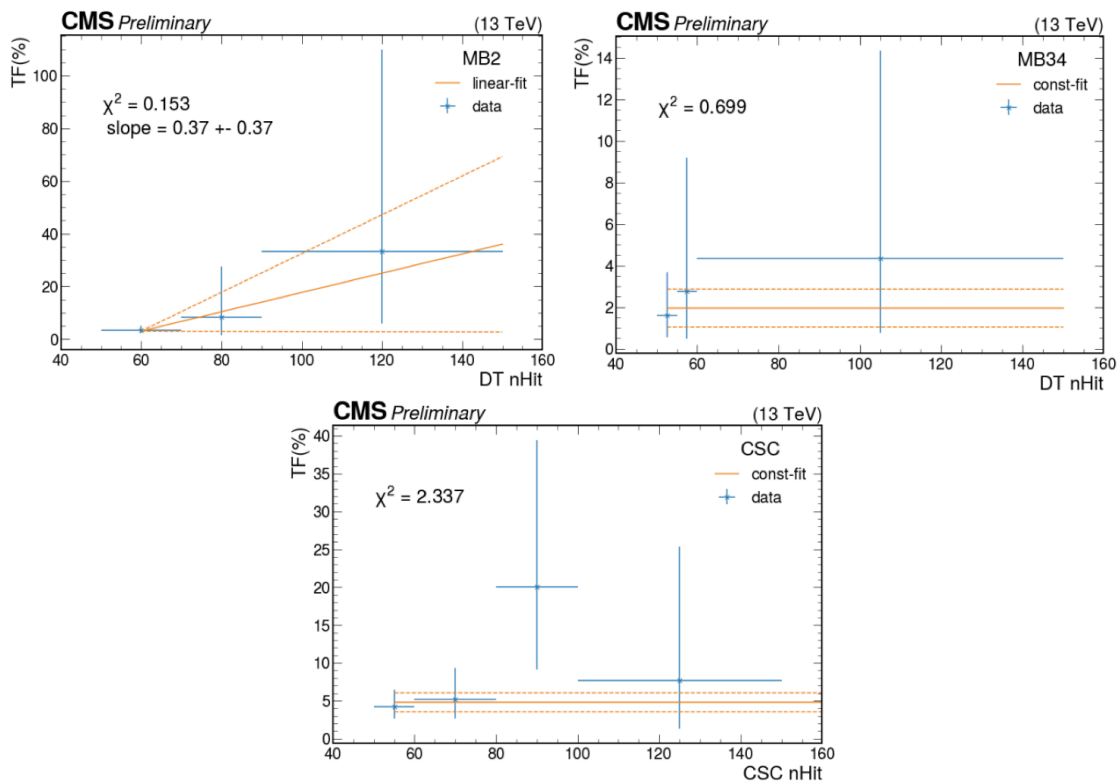 CMS Preliminary (13 TeV)
TF(%)
MB2
linear-fit
data
χ² = 0.153
slope = 0.37 +- 0.37
0 20 40 60 80 100
40 60 80 100 120 140 160
DT nHit
CMS Preliminary (13 TeV)
TF(%)
MB34
const-fit
data
χ² = 0.699
0 2 4 6 8 10 12 14
40 60 80 100 120 140 160
DT nHit
CMS Preliminary (13 TeV)
TF(%)
CSC
const-fit
data
χ² = 2.337
0 5 10 15 20 25 30 35 40
40 60 80 100 120 140 160
CSC nHit